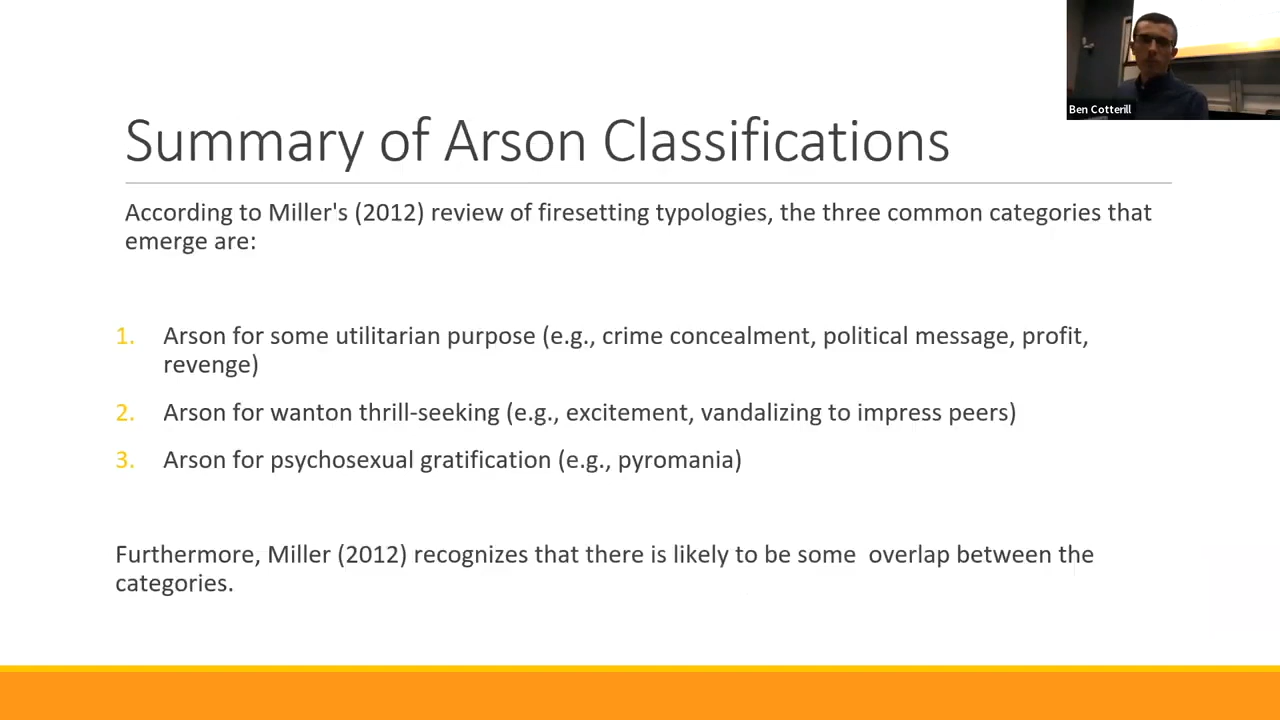 Ben Cotterill
Summary of Arson Classifications
According to Miller's (2012) review of firesetting typologies, the three common categories that
emerge are:
1. Arson for some utilitarian purpose (e.g., crime concealment, political message, profit,
revenge)
2. Arson for wanton thrill-seeking (e.g., excitement, vandalizing to impress peers)
3. Arson for psychosexual gratification (e.g., pyromania)
Furthermore, Miller (2012) recognizes that there is likely to be some  overlap between the
categories.